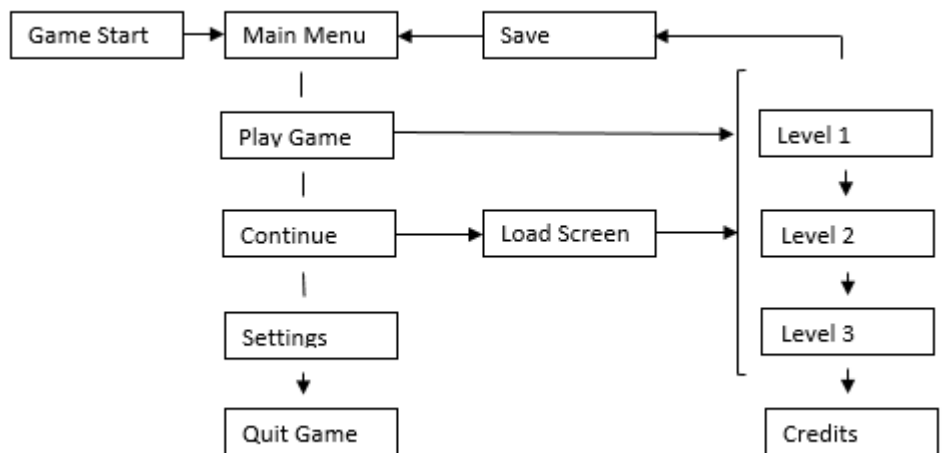 Game Start
Main Menu
Save
Play Game
Level 1
Continue
Load Screen
Level 2
Settings
Level 3
Quit Game
Credits